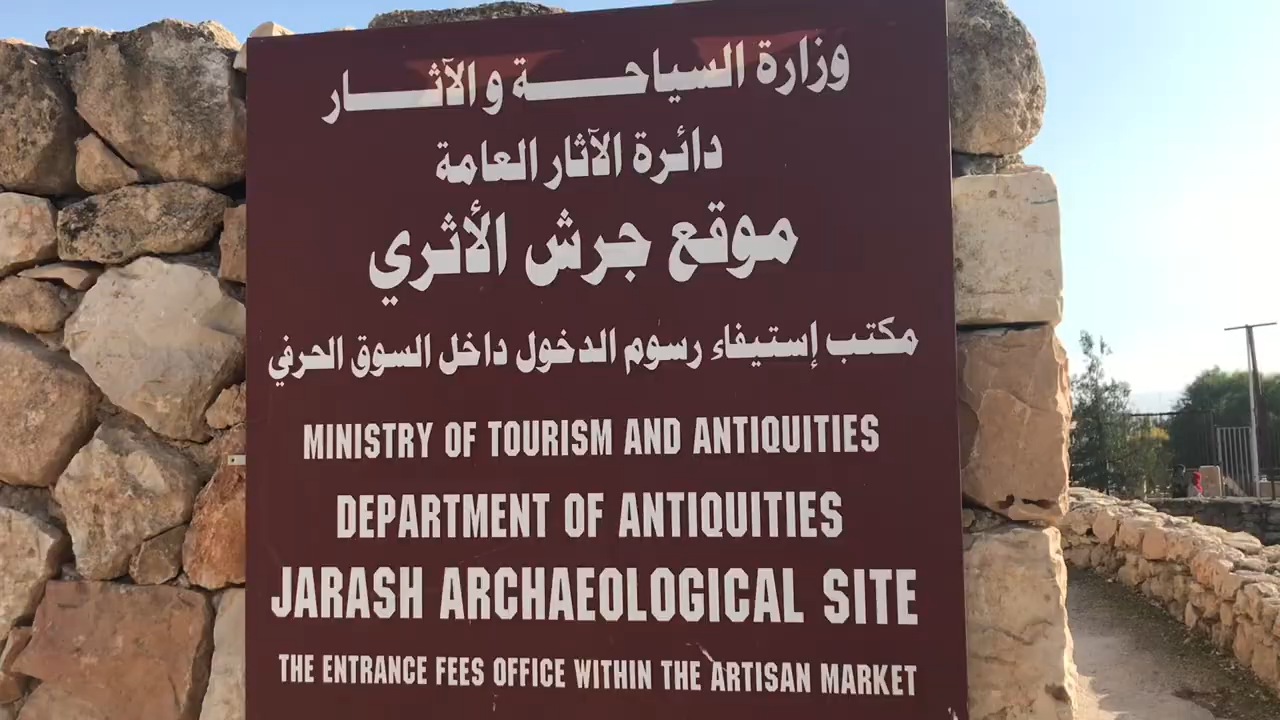 وزارة السياحة والآثار
دائرة الآثار العامة
موقع جرش الأثري
مكتب إستيفاء رسوم الدخول داخل السوق الحرفي
MINISTRY OF TOURISM AND ANTIQUITIES
DEPARTMENT OF ANTIQUITIES
JARASH ARCHAEOLOGICAL SITE
THE ENTRANCE FEES OFFICE WITHIN THE ARTISAN MARKET